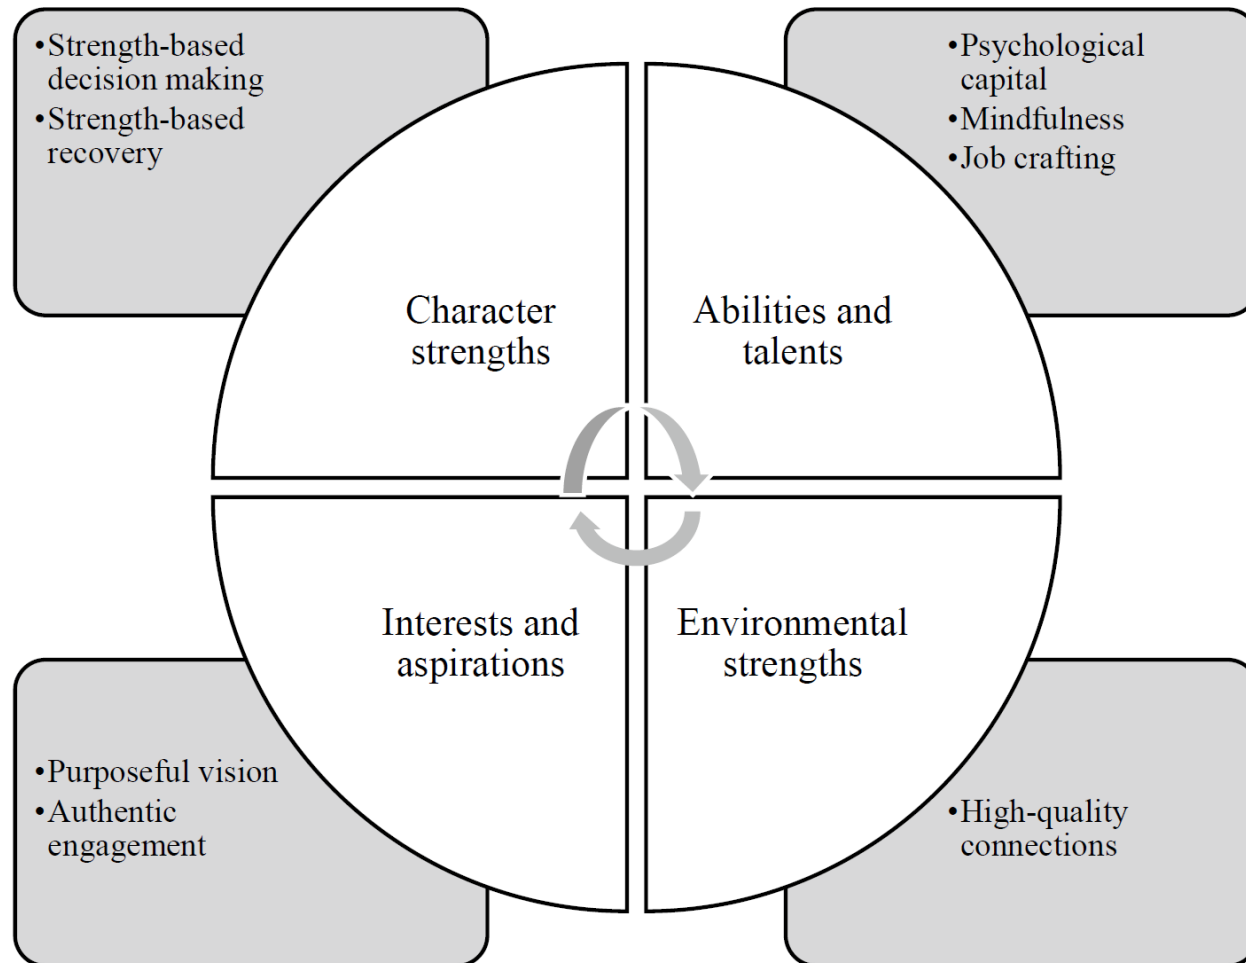 •Strength-based
decision making
•Strength-based
recovery
•Psychological
capital
•Mindfulness
•Job crafting
Character
strengths
Abilities and
talents
Interests and
aspirations
Environmental
strengths
•Purposeful vision
•Authentic
engagement
•High-quality
connections